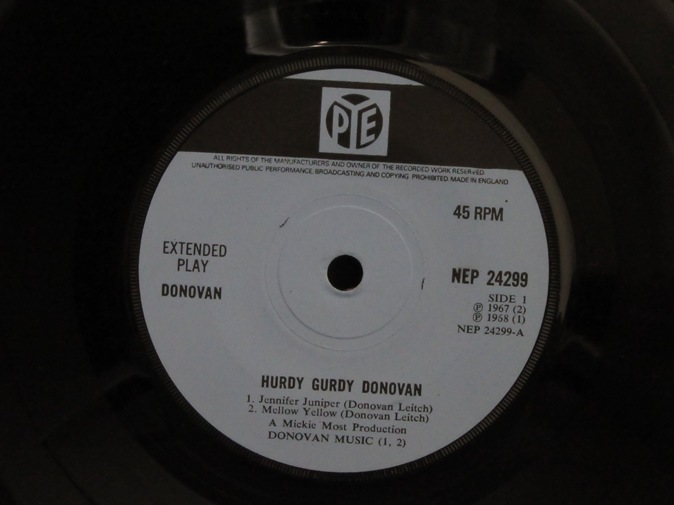 PYE
ALL RIGHTS OF THE MANUFACTURERS AND OWNER OF THE RECORDED WORK RESERVED
UNAUTHORISED PUBLIC PERFORMANCE, BROADCASTING AND COPYING PROHIBITED. MADE IN ENGLAND
45 RPM
EXTENDED
PLAY
DONOVAN
NEP 24299
SIDE 1
℗ 1967 (2)
℗ 1968 (1)
NEP 24299-A
HURDY GURDY DONOVAN
1. Jennifer Juniper (Donovan Leitch)
2. Mellow Yellow (Donovan Leitch)
A Mickie Most Production
DONOVAN MUSIC (1, 2)